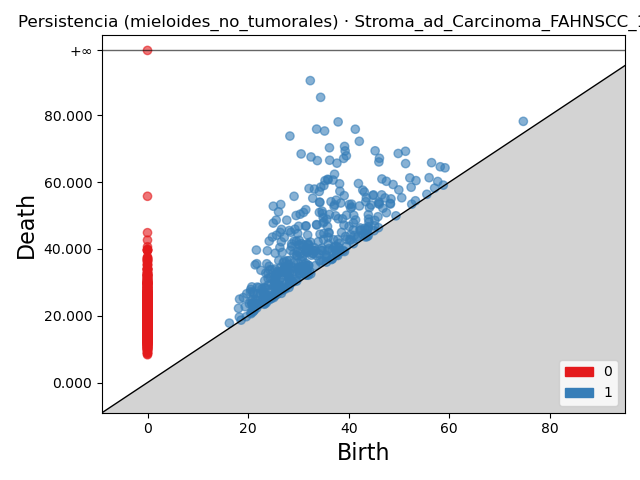 Persistencia (mieloides_no_tumorales) · Stroma_ad_Carcinoma_FAHNSCC_
+∞
80.000
60.000
40.000
20.000
0.000
Death
0
1
0 20 40 60 80
Birth